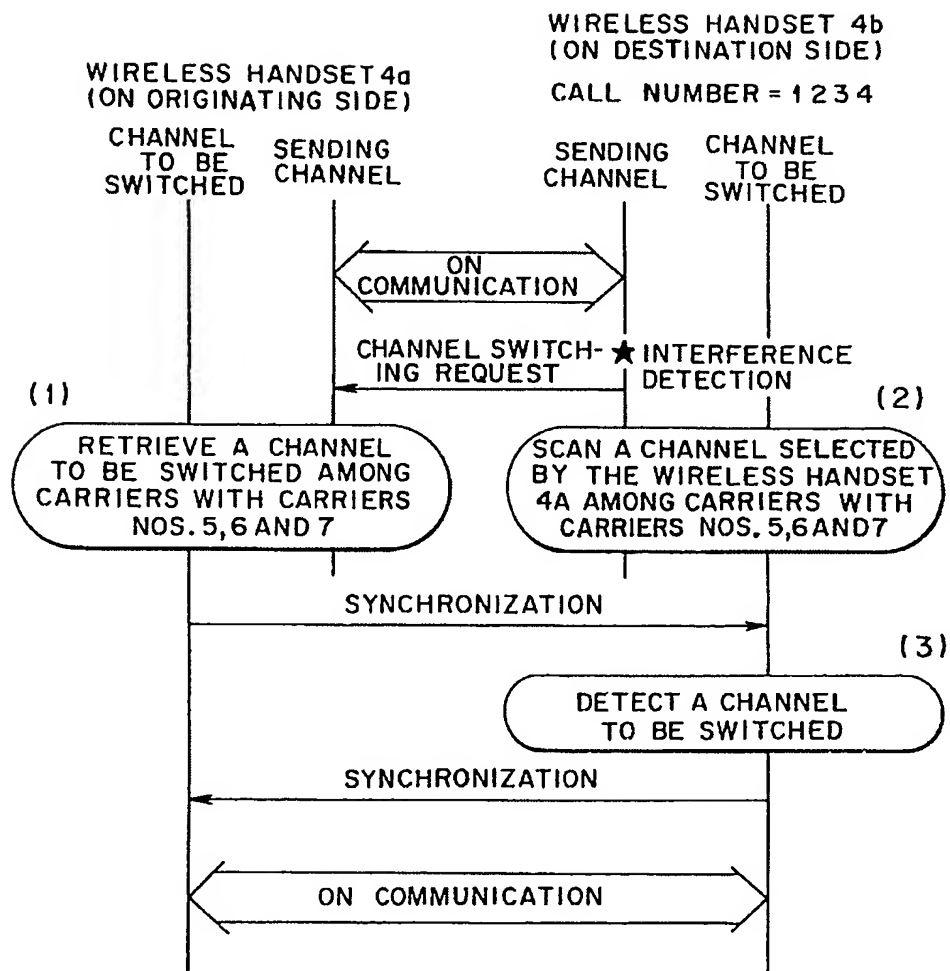 WIRELESS HANDSET 4a
(ON ORIGINATING SIDE)
WIRELESS HANDSET 4b
(ON DESTINATION SIDE)
CALL NUMBER = 1 2 3 4
CHANNEL
TO BE
SWITCHED
SENDING
CHANNEL
SENDING
CHANNEL
CHANNEL
TO BE
SWITCHED
ON
COMMUNICATION
CHANNEL SWITCH-
ING REQUEST
★ INTERFERENCE
DETECTION
(1)
RETRIEVE A CHANNEL
TO BE SWITCHED AMONG
CARRIERS WITH CARRIERS
NOS. 5,6 AND 7
(2)
SCAN A CHANNEL SELECTED
BY THE WIRELESS HANDSET
4A AMONG CARRIERS WITH
CARRIERS NOS. 5,6 AND 7
SYNCHRONIZATION
(3)
DETECT A CHANNEL
TO BE SWITCHED
SYNCHRONIZATION
ON COMMUNICATION